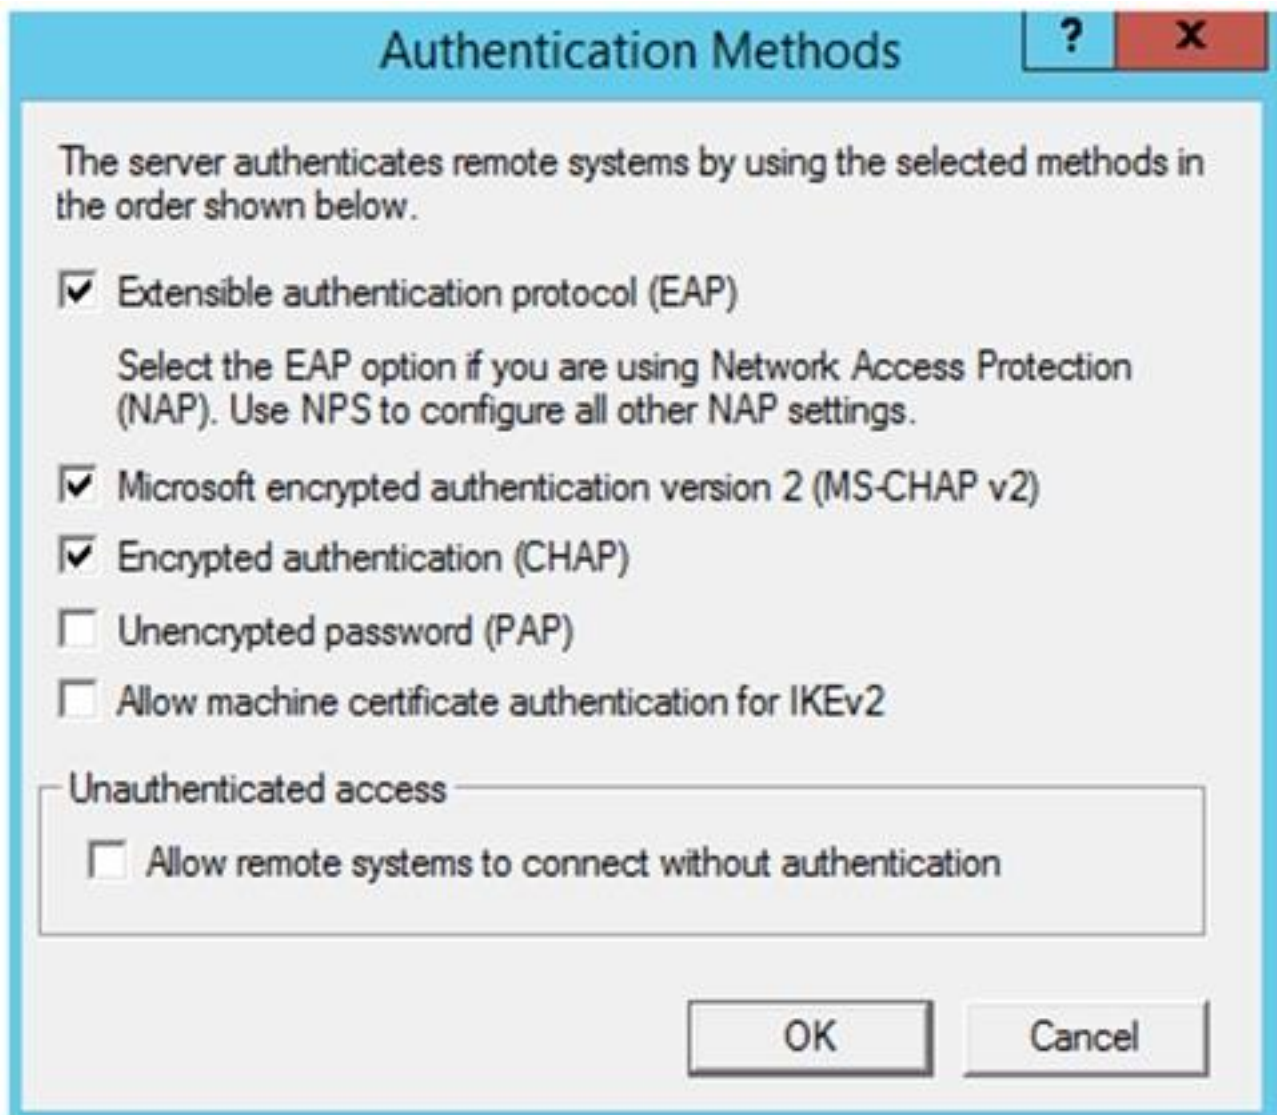 Authentication Methods
?
x
The server authenticates remote systems by using the selected methods in
the order shown below.
Extensible authentication protocol (EAP)
Select the EAP option if you are using Network Access Protection
(NAP). Use NPS to configure all other NAP settings.
Microsoft encrypted authentication version 2 (MS-CHAP v2)
Encrypted authentication (CHAP)
Unencrypted password (PAP)
Allow machine certificate authentication for IKEv2
Unauthenticated access
Allow remote systems to connect without authentication
OK
Cancel